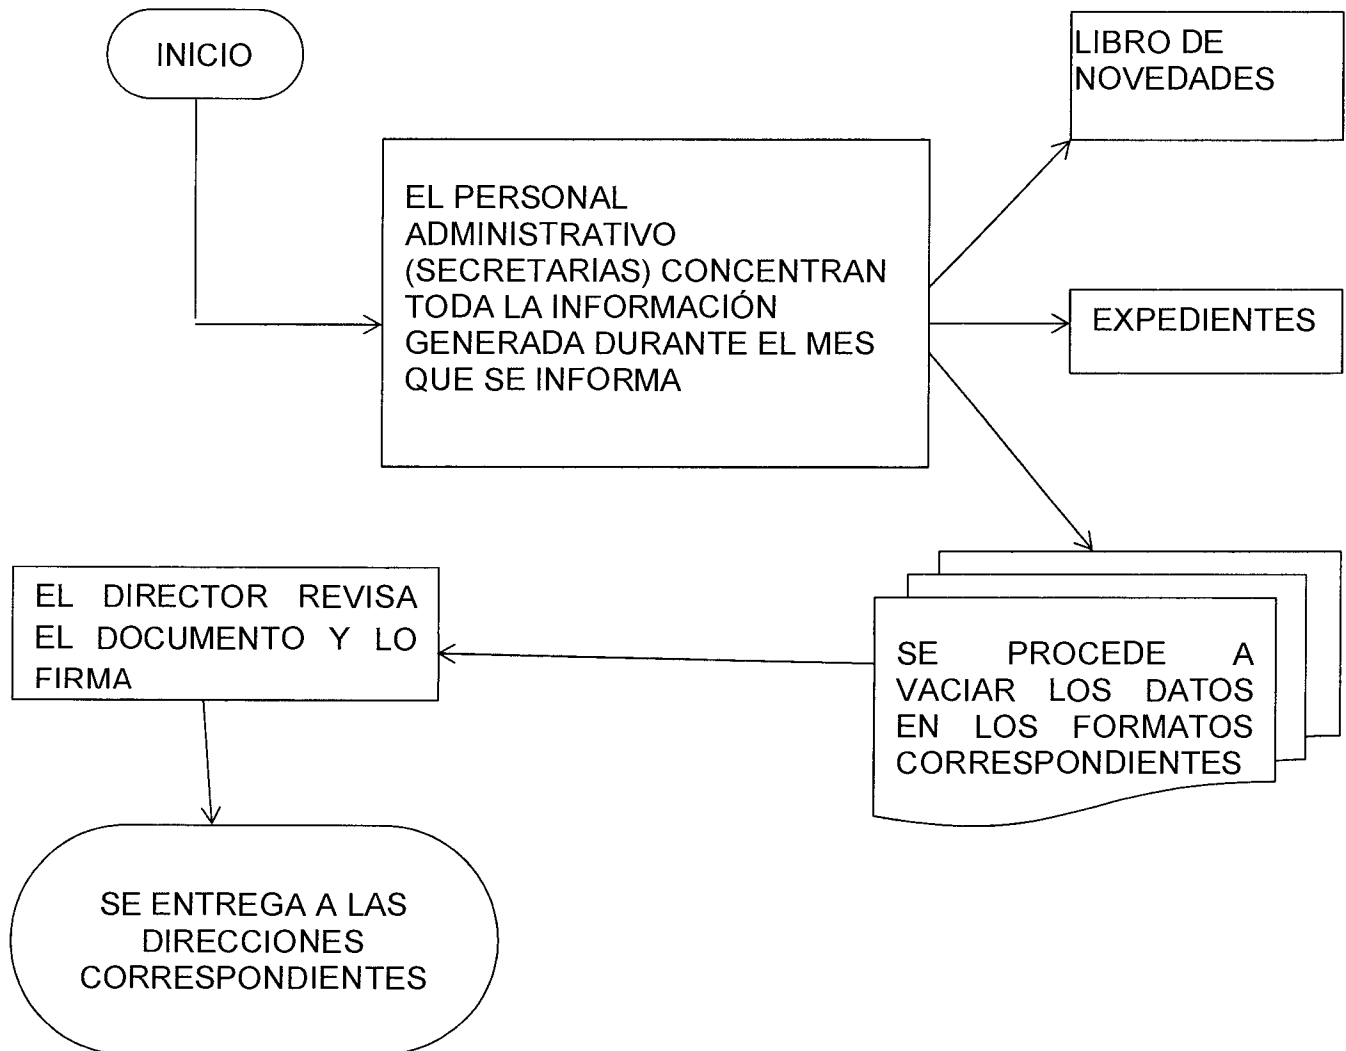 INICIO
LIBRO DE
NOVEDADES
EL PERSONAL
ADMINISTRATIVO
(SECRETARIAS) CONCENTRAN
TODA LA INFORMACIÓN
GENERADA DURANTE EL MES
QUE SE INFORMA
EXPEDIENTES
SE PROCEDE A
VACIAR LOS DATOS
EN LOS FORMATOS
CORRESPONDIENTES
EL DIRECTOR REVISA
EL DOCUMENTO Y LO
FIRMA
SE ENTREGA A LAS
DIRECCIONES
CORRESPONDIENTES